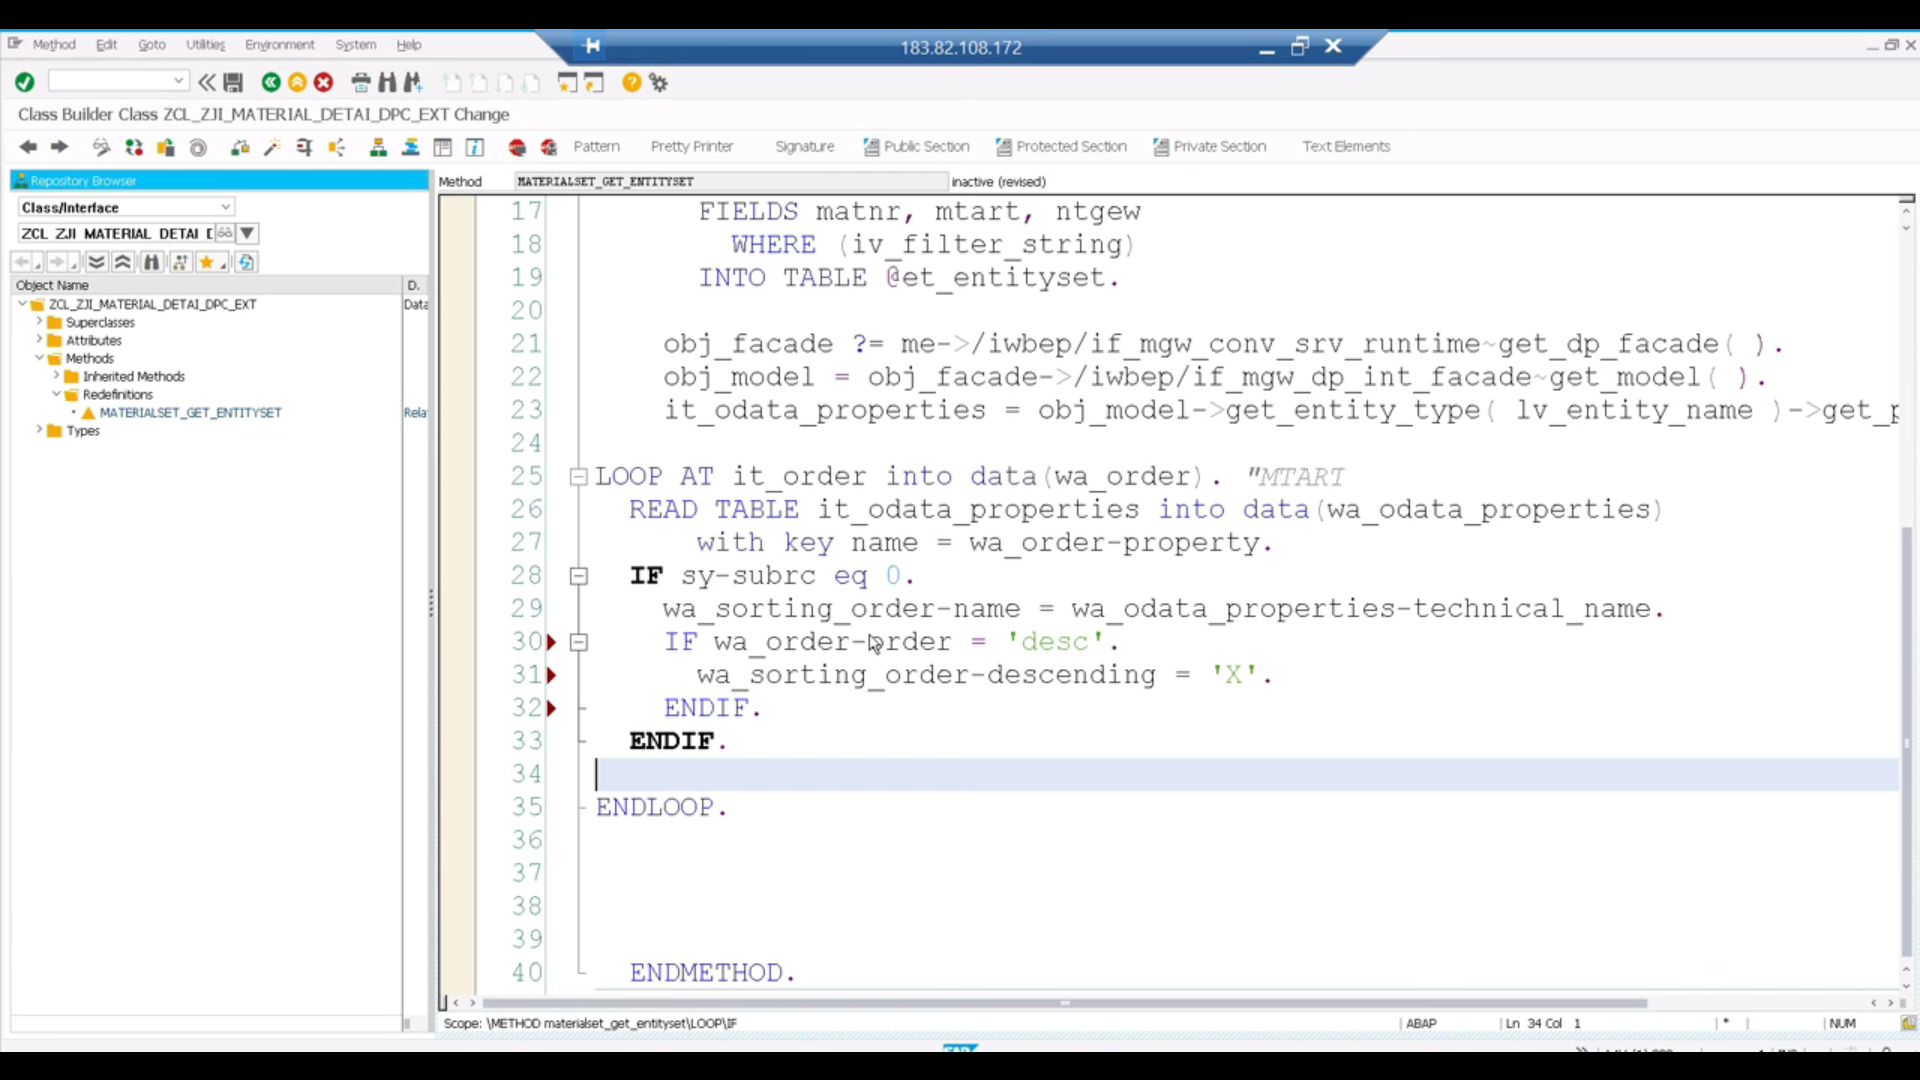 183.82.108.172
Method Edit Goto Utilities Environment System Help
Class Builder Class ZCL_ZJI_MATERIAL_DETAI_DPC_EXT Change
Pattern Pretty Printer Signature Public Section Protected Section Private Section Text Elements
Repository Browser
Class/Interface
ZCL_ZJI_MATERIAL_DETAI_D
Object Name D.
ZCL_ZJI_MATERIAL_DETAI_DPC_EXT Data
Superclasses
Attributes
Methods
Inherited Methods
Redefinitions
MATERIALSET_GET_ENTITYSET Rela
Types
Method MATERIALSET_GET_ENTITYSET inactive (revised)
17 FIELDS matnr, mtart, ntgew
18 WHERE (iv_filter_string)
19 INTO TABLE @et_entityset.
20
21 obj_facade ?= me->/iwbep/if_mgw_conv_srv_runtime~get_dp_facade( ).
22 obj_model = obj_facade->/iwbep/if_mgw_dp_int_facade~get_model( ).
23 it_odata_properties = obj_model->get_entity_type( lv_entity_name )->get_p
24
25 LOOP AT it_order into data(wa_order). "MTART
26 READ TABLE it_odata_properties into data(wa_odata_properties)
27 with key name = wa_order-property.
28 IF sy-subrc eq 0.
29 wa_sorting_order-name = wa_odata_properties-technical_name.
30 IF wa_order-order = 'desc'.
31 wa_sorting_order-descending = 'X'.
32 ENDIF.
33 ENDIF.
34
35 ENDLOOP.
36
37
38
39
40 ENDMETHOD.
Scope: \METHOD materialset_get_entityset\LOOP\IF ABAP Ln 34 Col 1 * NUM